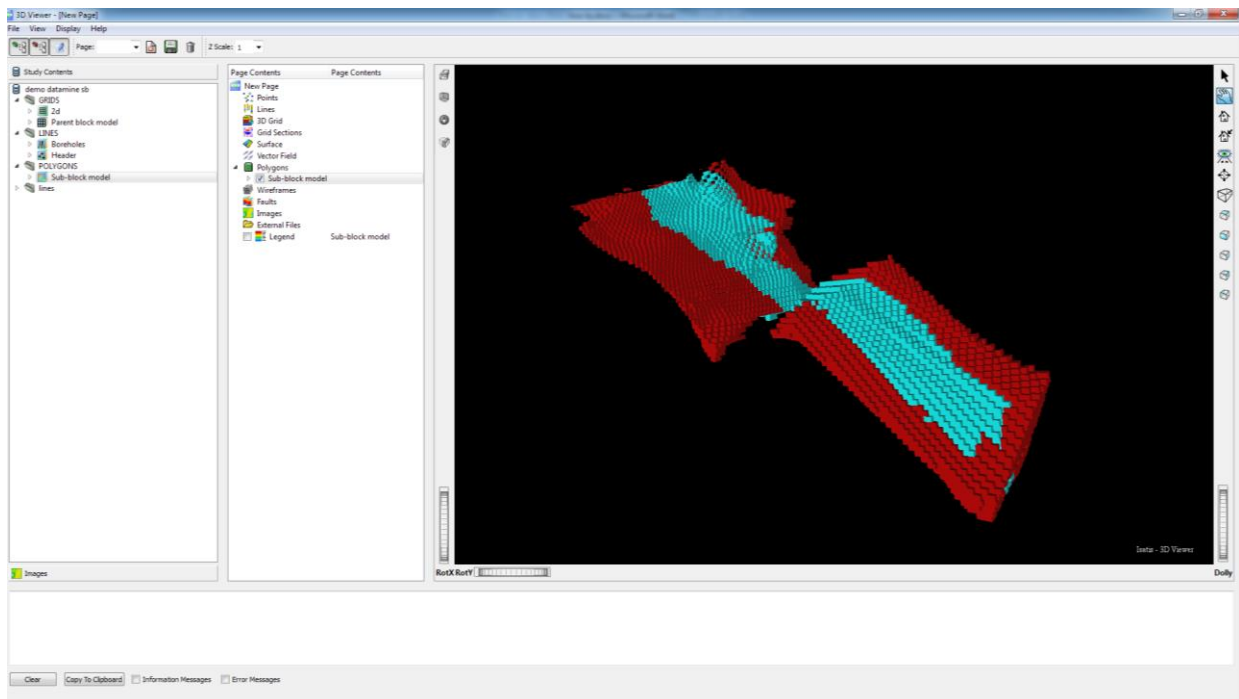 3D Viewer - [New Page]
File View Display Help
Page: Z Scale: 1
Study Contents
demo datamine sb
GRIDS
2d
Parent block model
LINES
Boreholes
Header
POLYGONS
Sub-block model
lines
Images
Page Contents Page Contents
New Page
Points
Lines
3D Grid
Grid Sections
Surface
Vector Field
Polygons
Sub-block model
Wireframes
Faults
Images
External Files
Legend Sub-block model
Isatis - 3D Viewer
RotX RotY Dolly
Clear Copy To Clipboard Information Messages Error Messages